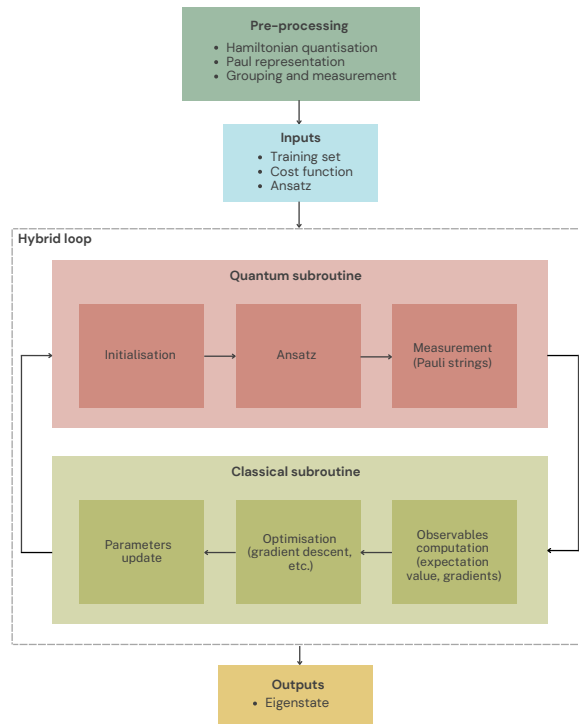 Pre-processing
• Hamiltonian quantisation
• Paul representation
• Grouping and measurement
Inputs
• Training set
• Cost function
• Ansatz
Hybrid loop
Quantum subroutine
Initialisation
Ansatz
Measurement
(Pauli strings)
Classical subroutine
Parameters
update
Optimisation
(gradient descent,
etc.)
Observables
computation
(expectation
value, gradients)
Outputs
• Eigenstate